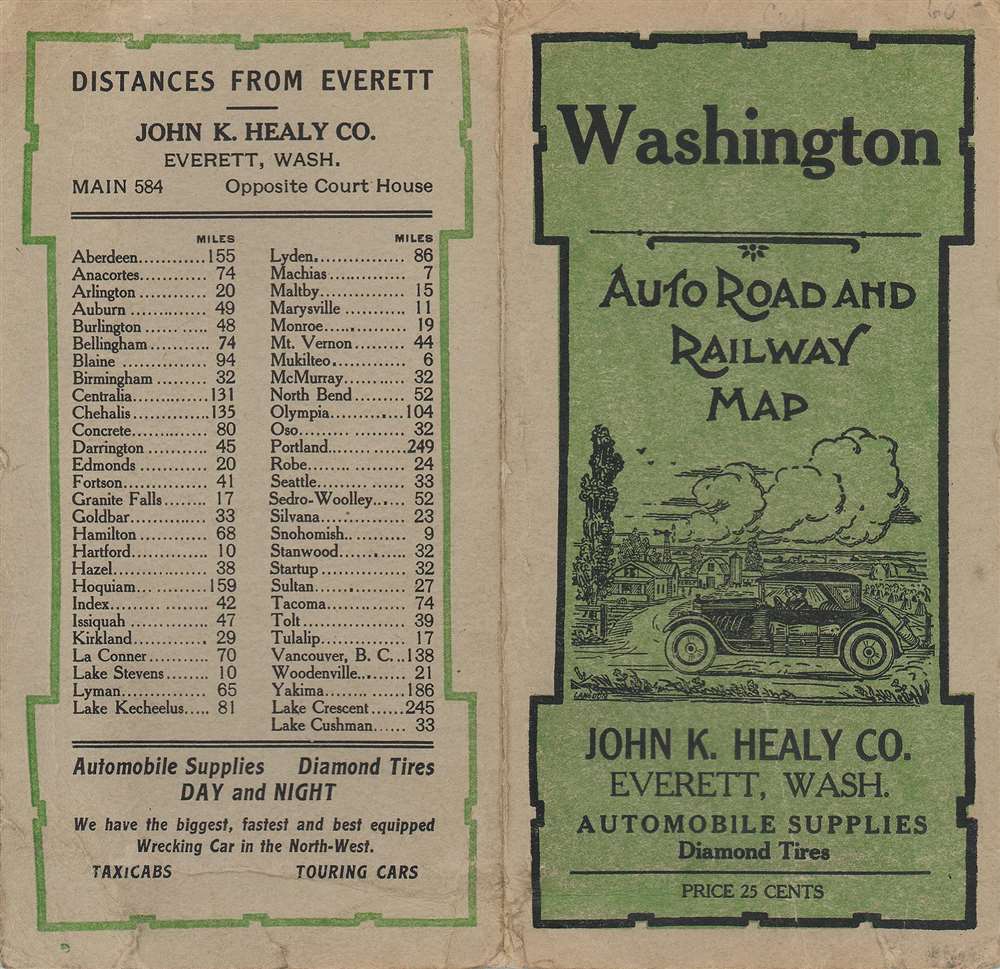 DISTANCES FROM EVERETT
JOHN K. HEALY CO.
EVERETT, WASH.
MAIN 584 Opposite Court House
MILES
Aberdeen............155
Anacortes............ 74
Arlington ............ 20
Auburn ............ 49
Burlington ............ 48
Bellingham............ 74
Blaine ............ 94
Birmingham ......... 32
Centralia............131
Chehalis............135
Concrete............ 80
Darrington ......... 45
Edmonds ............ 20
Fortson............ 41
Granite Falls....... 17
Goldbar............ 33
Hamilton ............ 68
Hartford............ 10
Hazel............ 38
Hoquiam............159
Index............ 42
Issiquah ............ 47
Kirkland............ 29
La Conner.......... 70
Lake Stevens....... 10
Lyman............ 65
Lake Kecheelus..... 81
MILES
Lyden............ 86
Machias ............ 7
Maltby............ 15
Marysville ............ 11
Monroe............ 19
Mt. Vernon......... 44
Mukilteo............ 6
McMurray......... 32
North Bend......... 52
Olympia............104
Oso............ 32
Portland............249
Robe............ 24
Seattle............ 33
Sedro-Woolley.... 52
Silvana............ 23
Snohomish............ 9
Stanwood............ 32
Startup ............ 32
Sultan............ 27
Tacoma............ 74
Tolt............ 39
Tulalip............ 17
Vancouver, B. C...138
Woodenville....... 21
Yakima............186
Lake Crescent......245
Lake Cushman...... 33
Automobile Supplies Diamond Tires
DAY and NIGHT
We have the biggest, fastest and best equipped
Wrecking Car in the North-West.
TAXICABS TOURING CARS
Washington
AUTO ROAD AND
RAILWAY
MAP
JOHN K. HEALY CO.
EVERETT, WASH.
AUTOMOBILE SUPPLIES
Diamond Tires
PRICE 25 CENTS